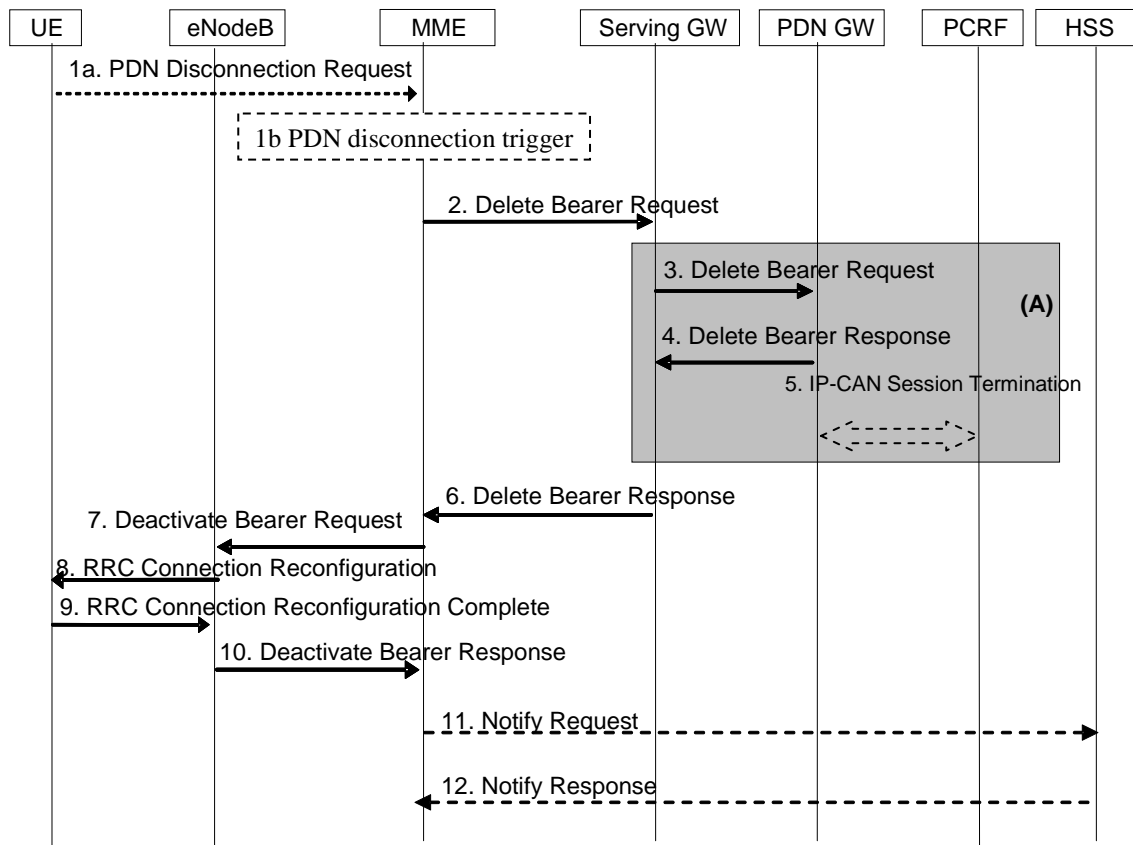 UE
eNodeB
MME
Serving GW
PDN GW
PCRF
HSS
1a. PDN Disconnection Request
1b PDN disconnection trigger
2. Delete Bearer Request
3. Delete Bearer Request
(A)
4. Delete Bearer Response
5. IP-CAN Session Termination
6. Delete Bearer Response
7. Deactivate Bearer Request
8. RRC Connection Reconfiguration
9. RRC Connection Reconfiguration Complete
10. Deactivate Bearer Response
11. Notify Request
12. Notify Response